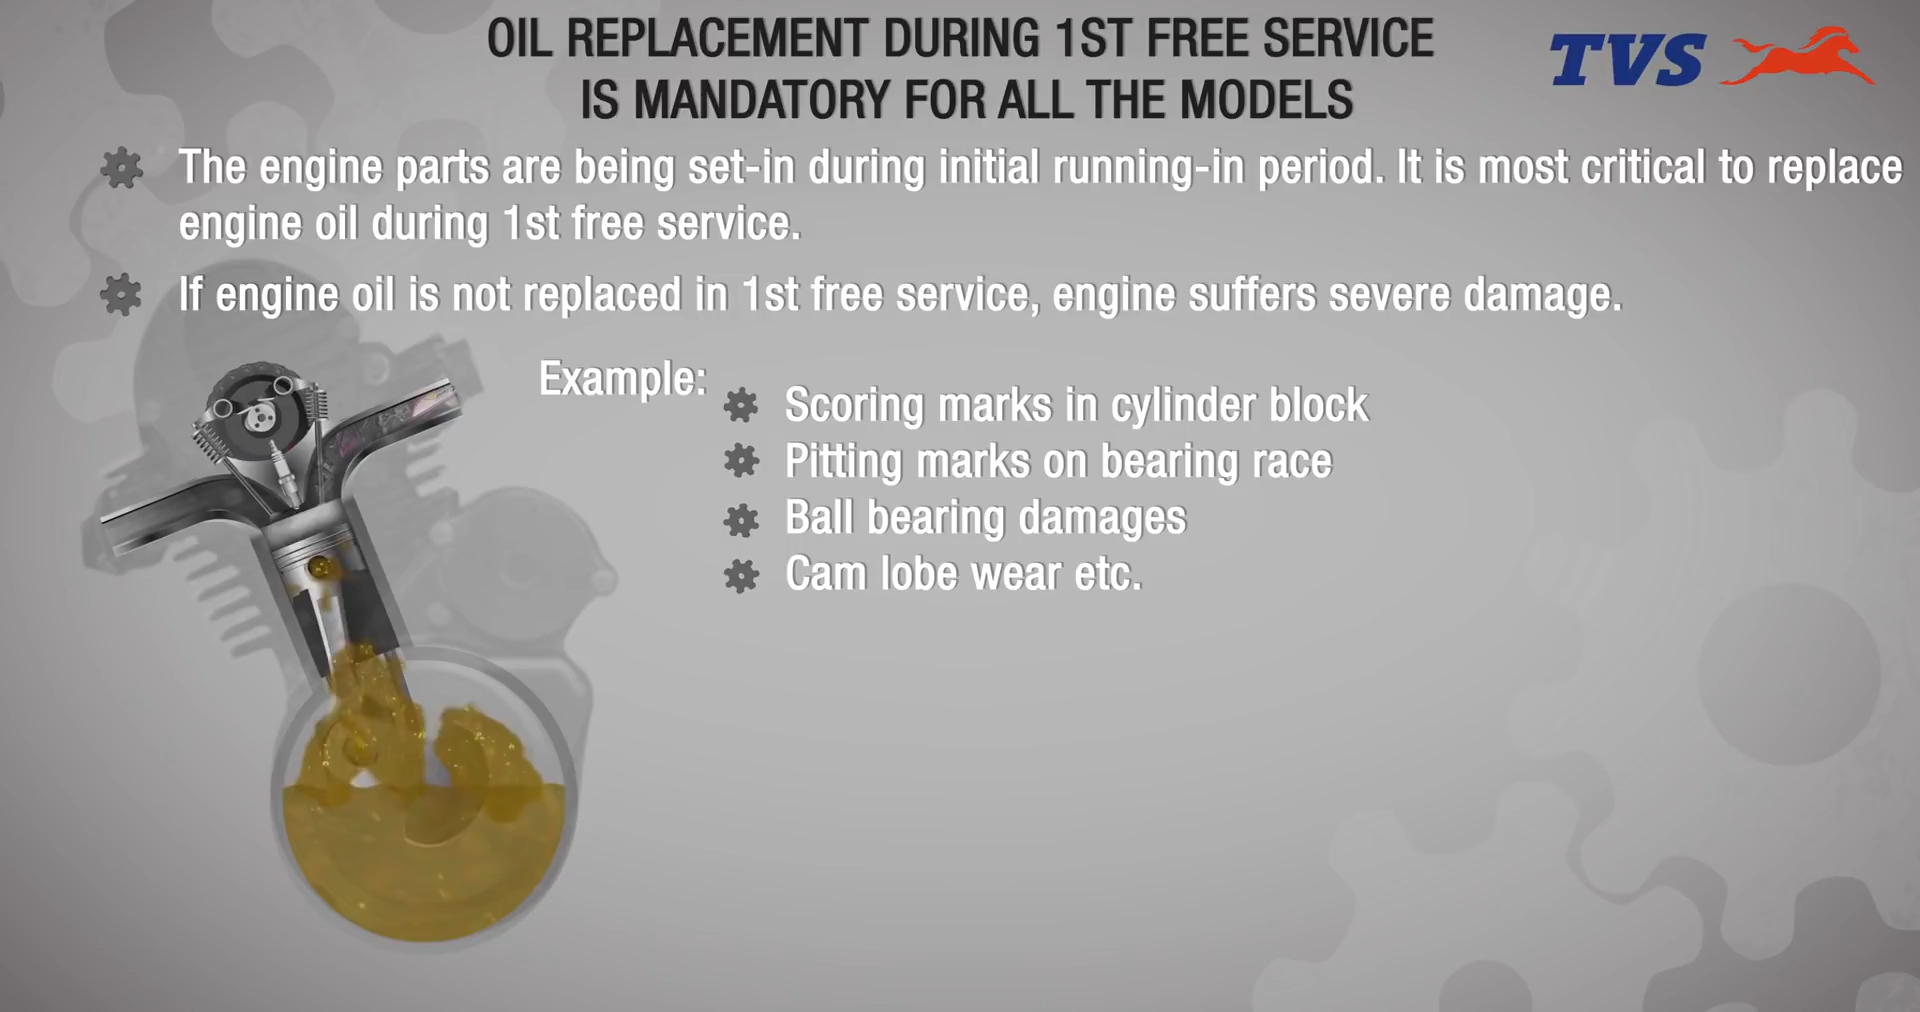 OIL REPLACEMENT DURING 1ST FREE SERVICE
IS MANDATORY FOR ALL THE MODELS
TVS
The engine parts are being set-in during initial running-in period. It is most critical to replace
engine oil during 1st free service.
If engine oil is not replaced in 1st free service, engine suffers severe damage.
Example:
Scoring marks in cylinder block
Pitting marks on bearing race
Ball bearing damages
Cam lobe wear etc.